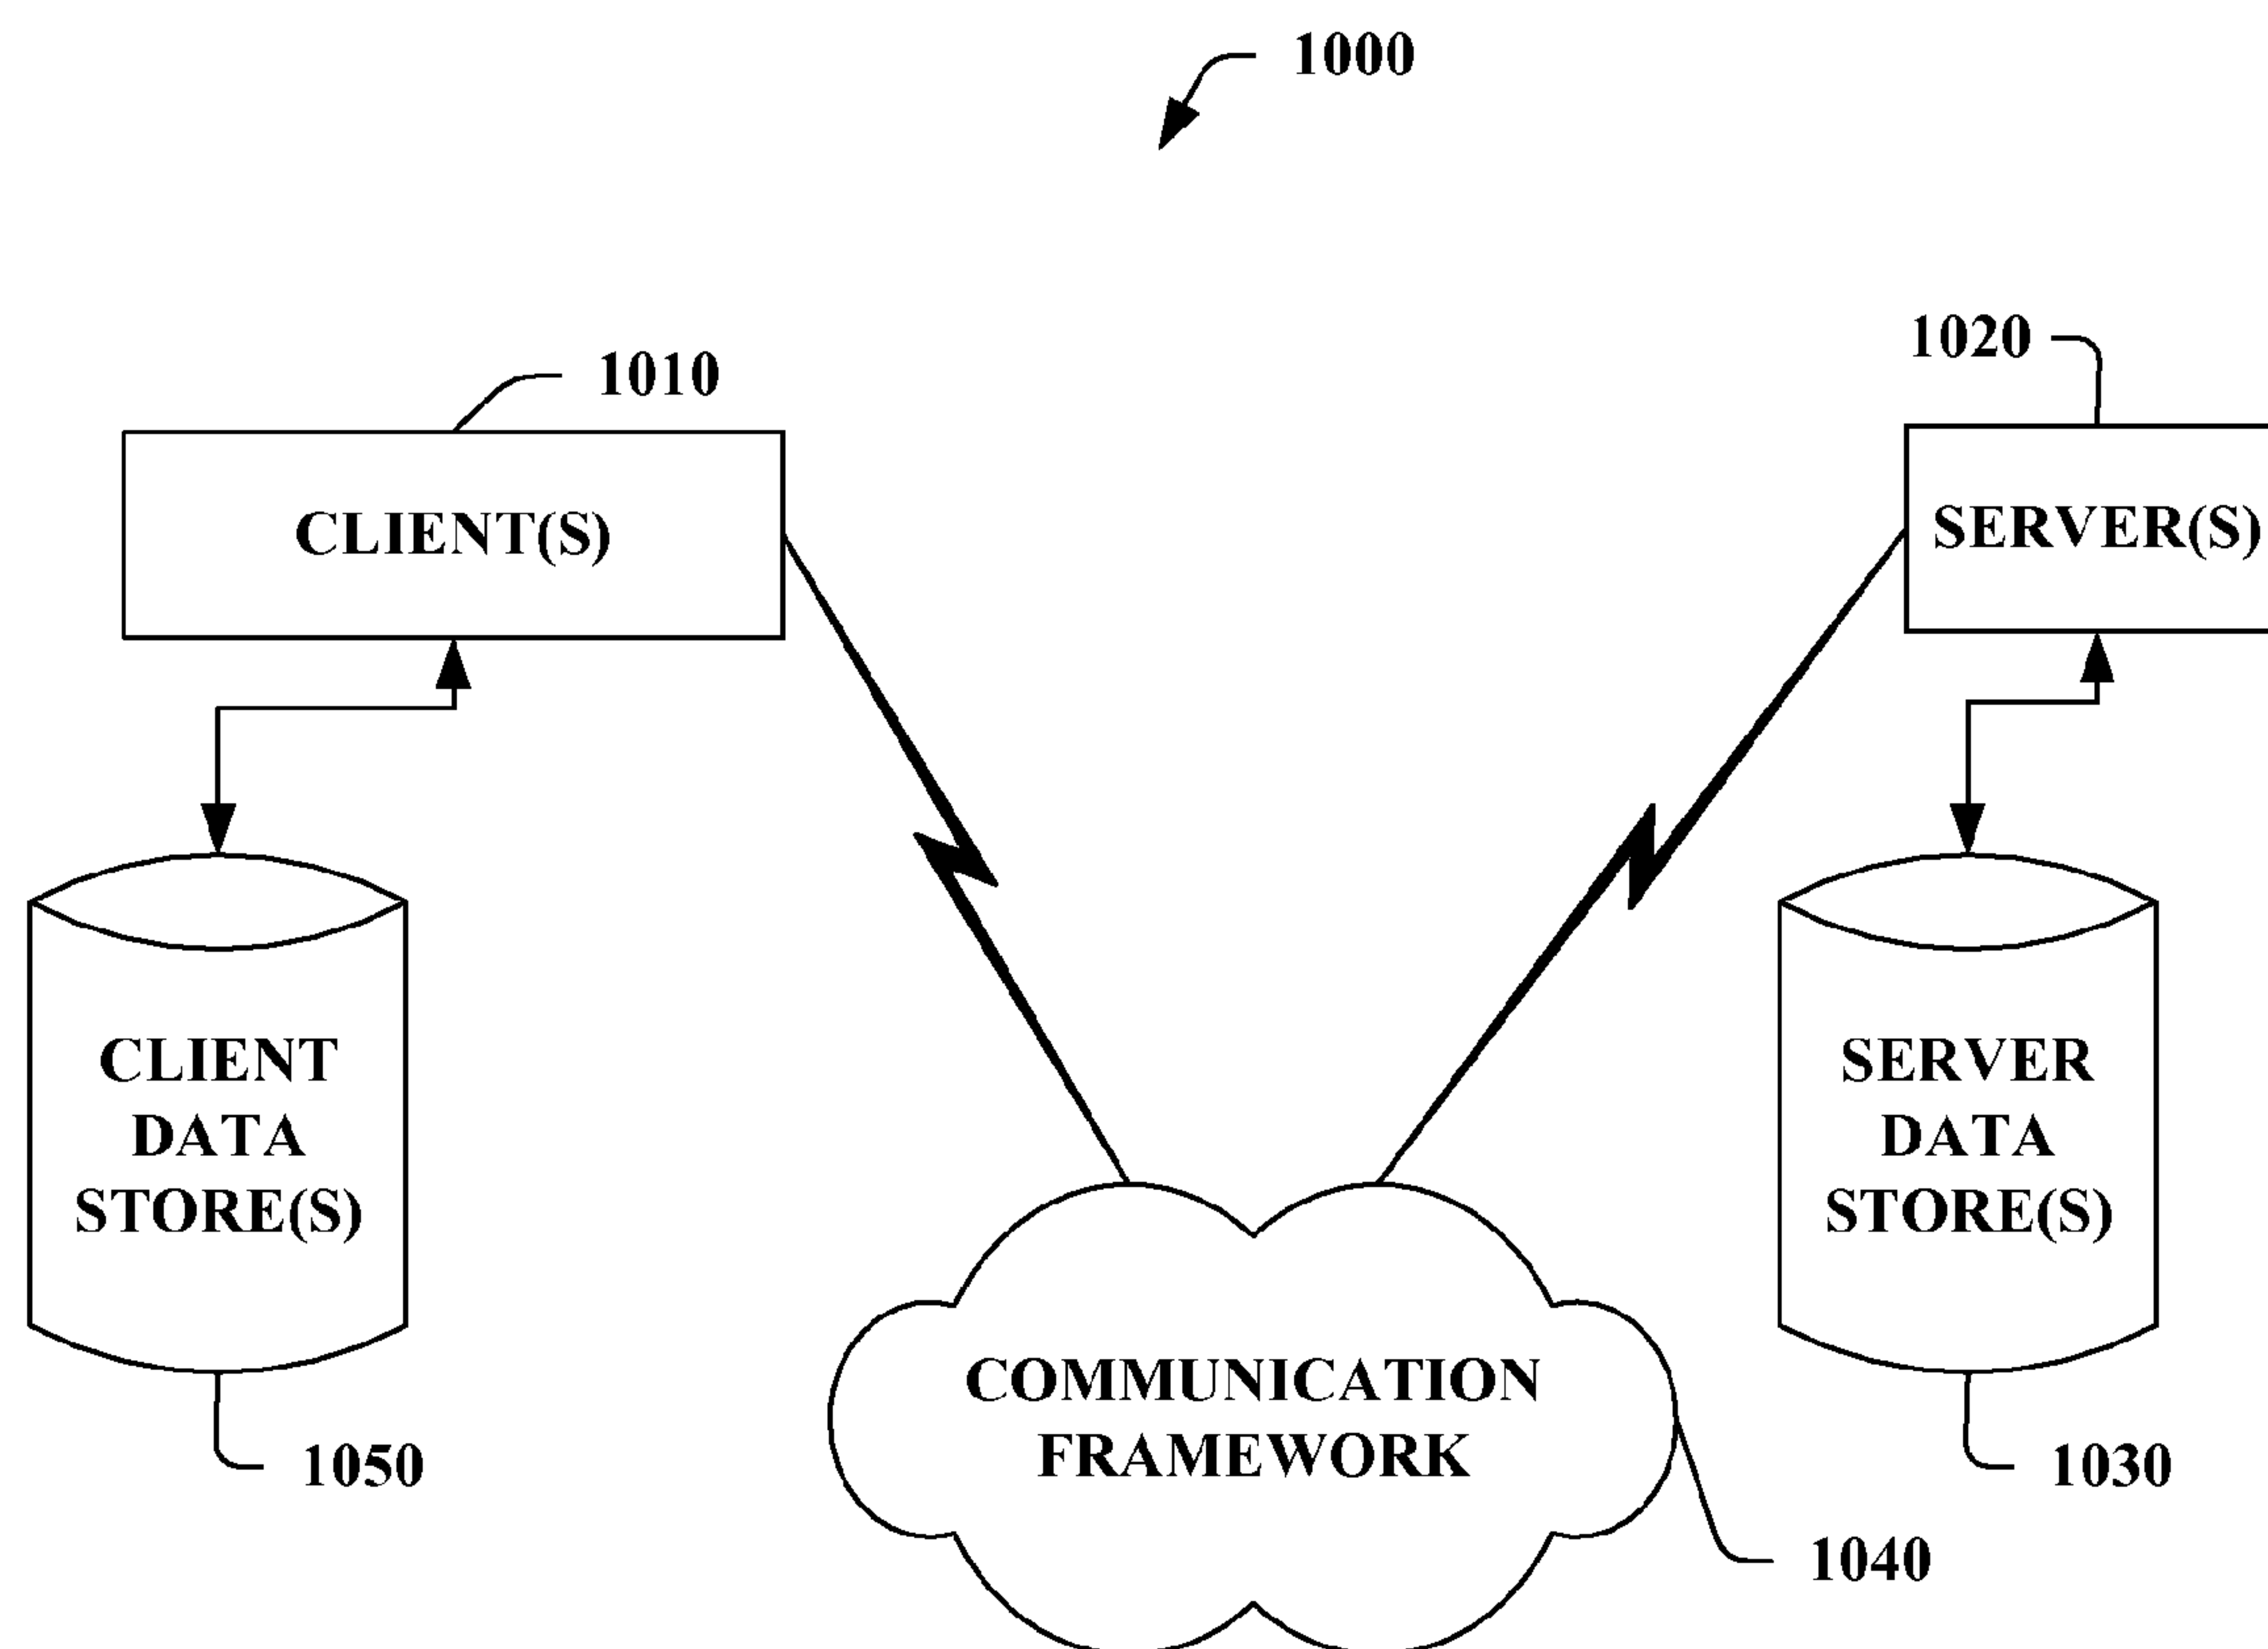 1000
1010
1020
CLIENT(S)
SERVER(S)
CLIENT
DATA
STORE(S)
SERVER
DATA
STORE(S)
COMMUNICATION
FRAMEWORK
1050
1030
1040